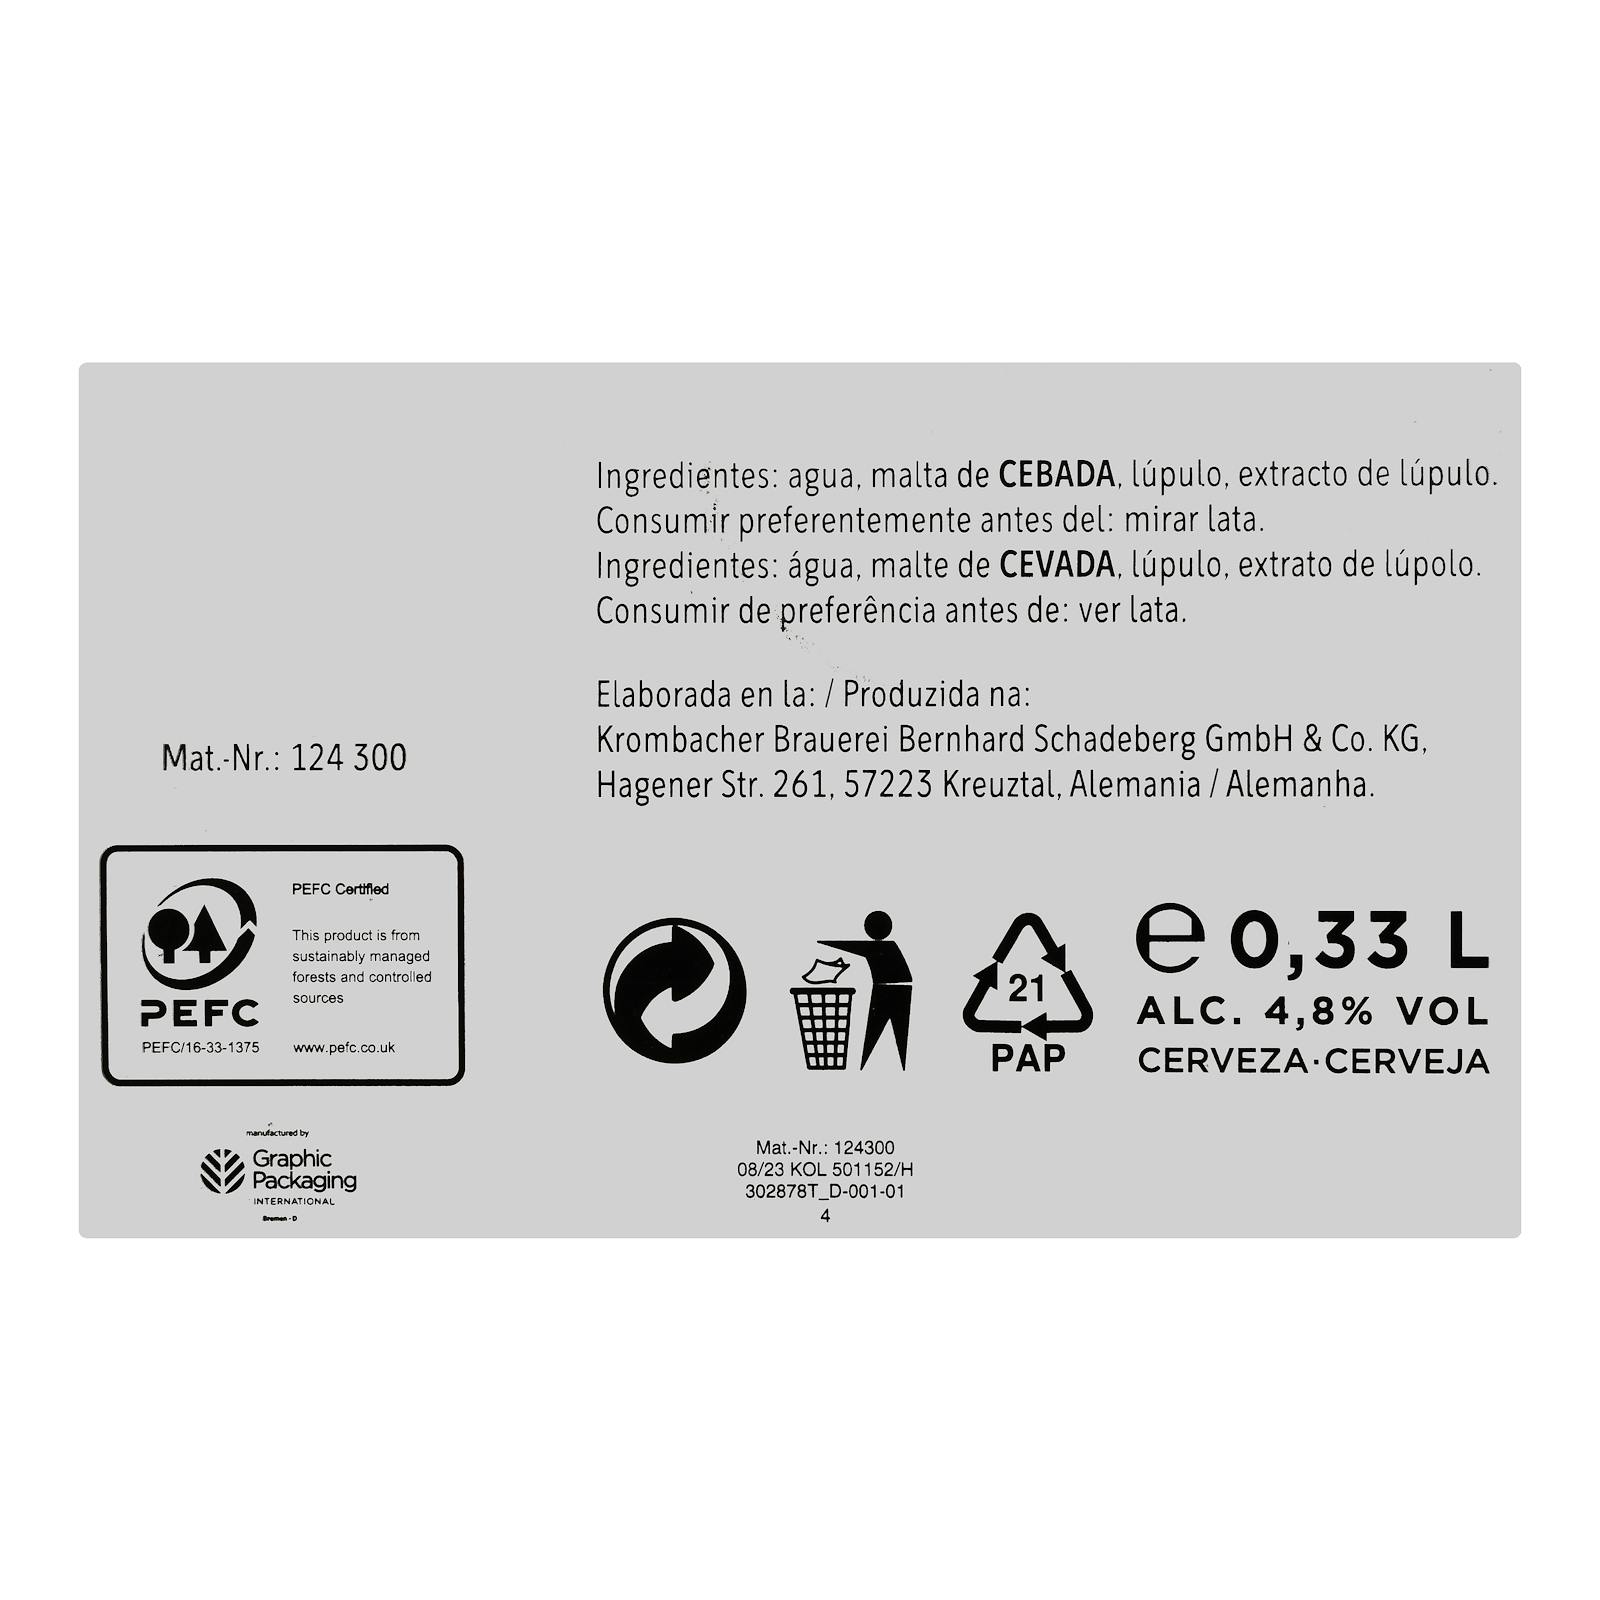 Ingredientes: agua, malta de CEBADA, lúpulo, extracto de lúpulo.
Consumir preferentemente antes del: mirar lata.
Ingredientes: água, malte de CEVADA, lúpulo, extrato de lúpolo.
Consumir de preferência antes de: ver lata.
Elaborada en la: / Produzida na:
Krombacher Brauerei Bernhard Schadeberg GmbH & Co. KG,
Hagener Str. 261, 57223 Kreuztal, Alemania / Alemanha.
Mat.-Nr.: 124 300
PEFC
PEFC/16-33-1375
PEFC Certified
This product is from
sustainably managed
forests and controlled
sources
www.pefc.co.uk
21
PAP
e 0,33 L
ALC. 4,8% VOL
CERVEZA·CERVEJA
manufactured by
Graphic
Packaging
INTERNATIONAL
Bremen - D
Mat.-Nr.: 124300
08/23 KOL 501152/H
302878T_D-001-01
4